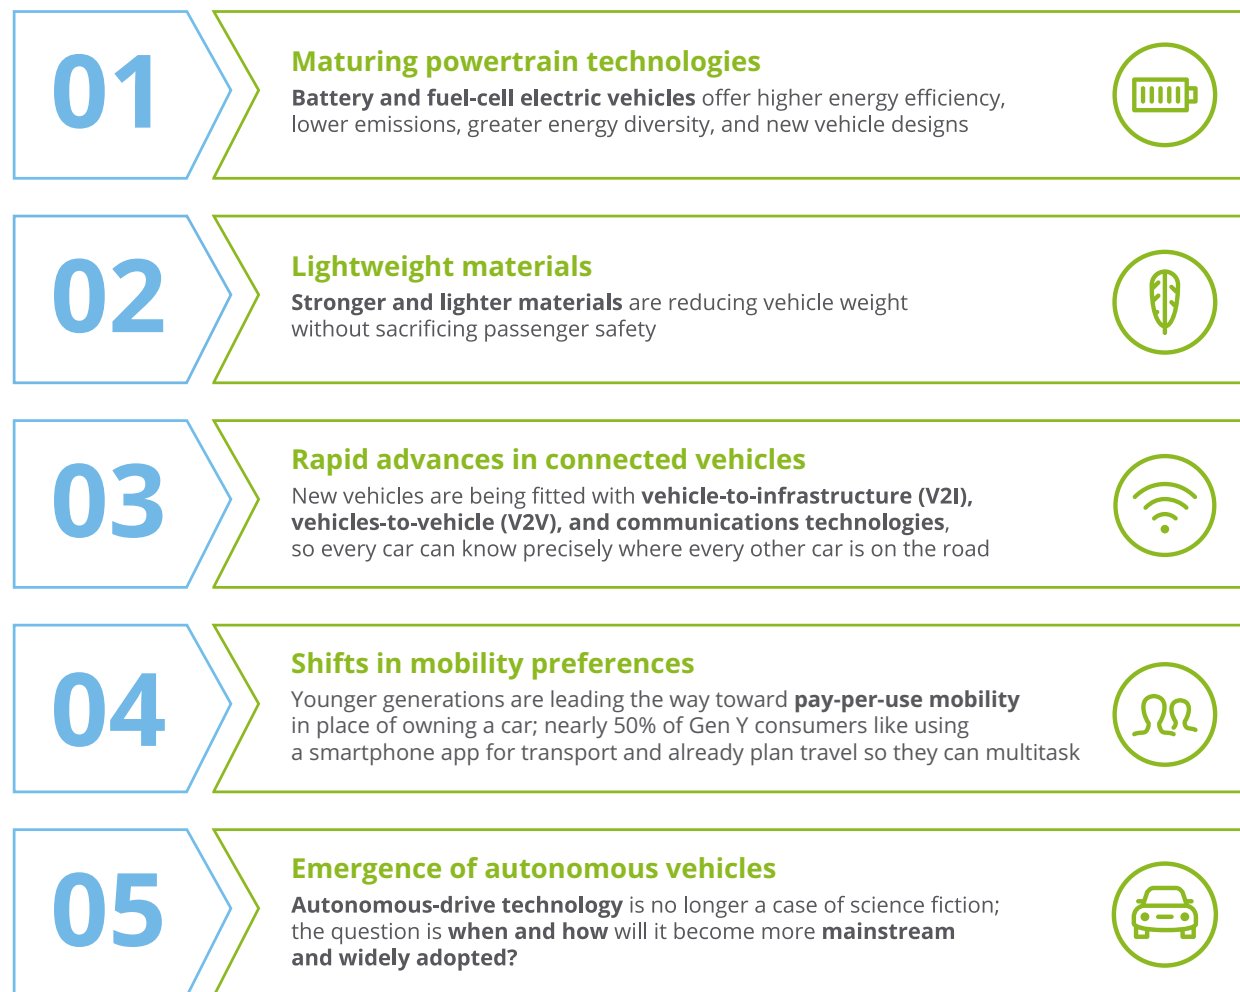 01
Maturing powertrain technologies
Battery and fuel-cell electric vehicles offer higher energy efficiency,
lower emissions, greater energy diversity, and new vehicle designs
02
Lightweight materials
Stronger and lighter materials are reducing vehicle weight
without sacrificing passenger safety
03
Rapid advances in connected vehicles
New vehicles are being fitted with vehicle-to-infrastructure (V2I),
vehicles-to-vehicle (V2V), and communications technologies,
so every car can know precisely where every other car is on the road
04
Shifts in mobility preferences
Younger generations are leading the way toward pay-per-use mobility
in place of owning a car; nearly 50% of Gen Y consumers like using
a smartphone app for transport and already plan travel so they can multitask
05
Emergence of autonomous vehicles
Autonomous-drive technology is no longer a case of science fiction;
the question is when and how will it become more mainstream
and widely adopted?